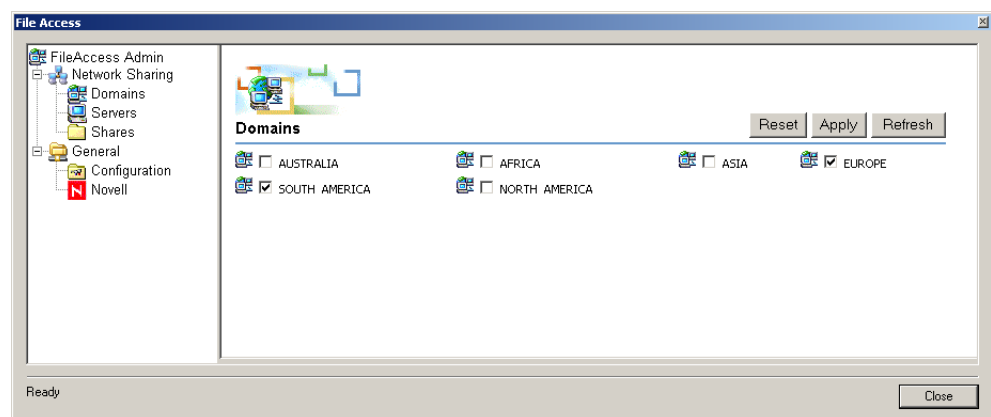 File Access
FileAccess Admin
Network Sharing
Domains
Servers
Shares
General
Configuration
Novell
Domains
Reset Apply Refresh
AUSTRALIA AFRICA ASIA EUROPE
SOUTH AMERICA NORTH AMERICA
Ready
Close